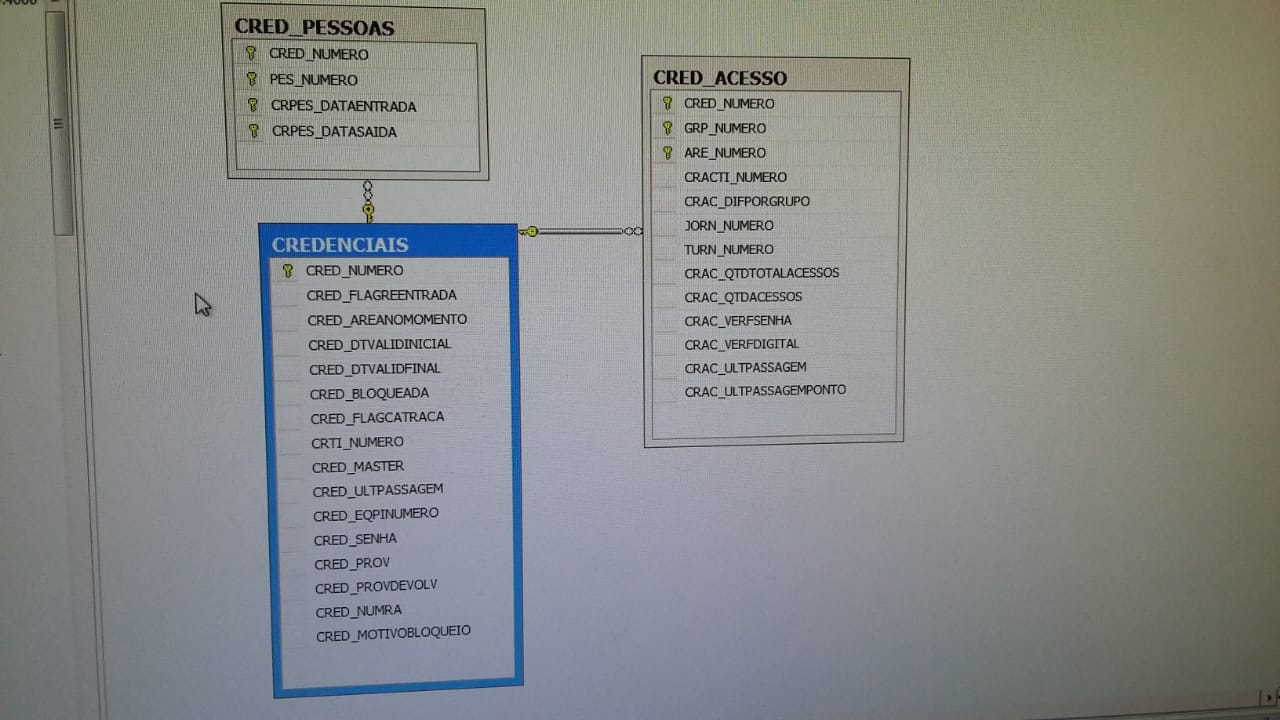 CRED_PESSOAS
CRED_NUMERO
PES_NUMERO
CRPES_DATAENTRADA
CRPES_DATASAIDA
CREDENCIAIS
CRED_NUMERO
CRED_FLAGREENTRADA
CRED_AREANOMOMENTO
CRED_DTVALIDINICIAL
CRED_DTVALIDFINAL
CRED_BLOQUEADA
CRED_FLAGCATRACA
CRTI_NUMERO
CRED_MASTER
CRED_ULTPASSAGEM
CRED_EQPINUMERO
CRED_SENHA
CRED_PROV
CRED_PROVDEVOLV
CRED_NUMRA
CRED_MOTIVOBLOQUEIO
CRED_ACESSO
CRED_NUMERO
GRP_NUMERO
ARE_NUMERO
CRACTI_NUMERO
CRAC_DIFPORGRUPO
JORN_NUMERO
TURN_NUMERO
CRAC_QTDTOTALACESSOS
CRAC_QTDACESSOS
CRAC_VERFSENHA
CRAC_VERFDIGITAL
CRAC_ULTPASSAGEM
CRAC_ULTPASSAGEMPONTO